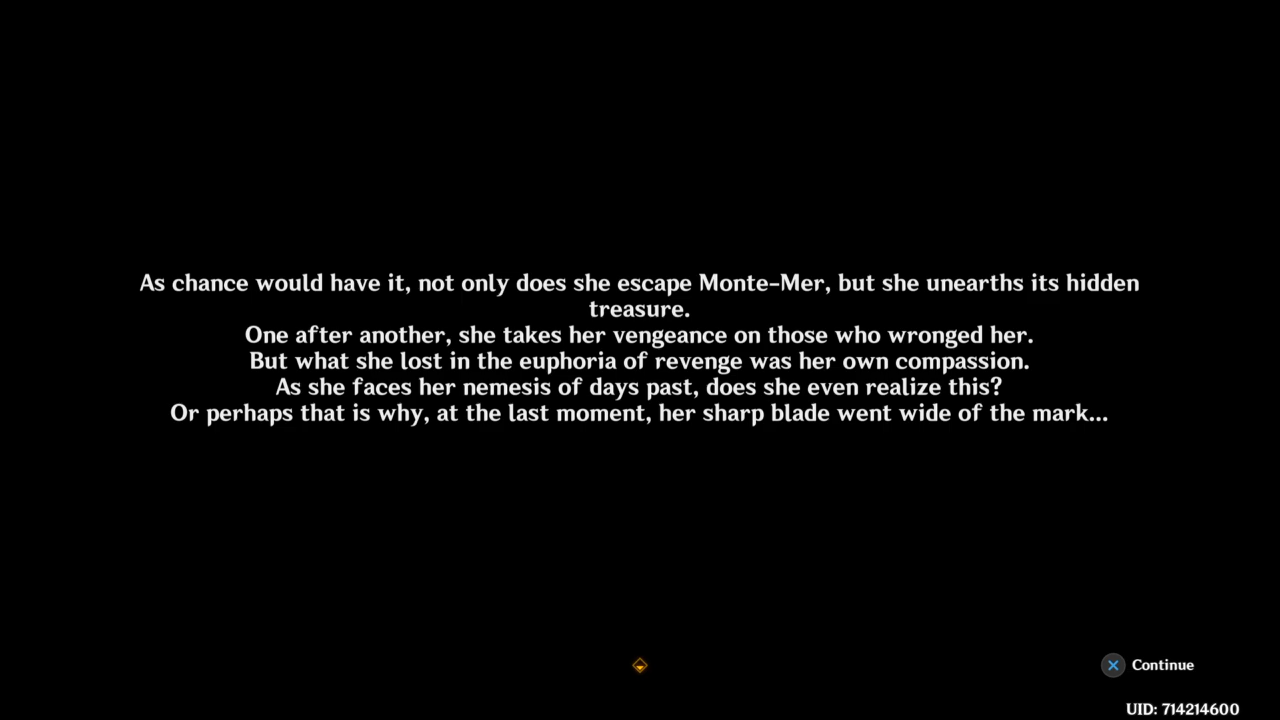 As chance would have it, not only does she escape Monte-Mer, but she unearths its hidden
treasure.
One after another, she takes her vengeance on those who wronged her.
But what she lost in the euphoria of revenge was her own compassion.
As she faces her nemesis of days past, does she even realize this?
Or perhaps that is why, at the last moment, her sharp blade went wide of the mark...
Continue
UID: 714214600